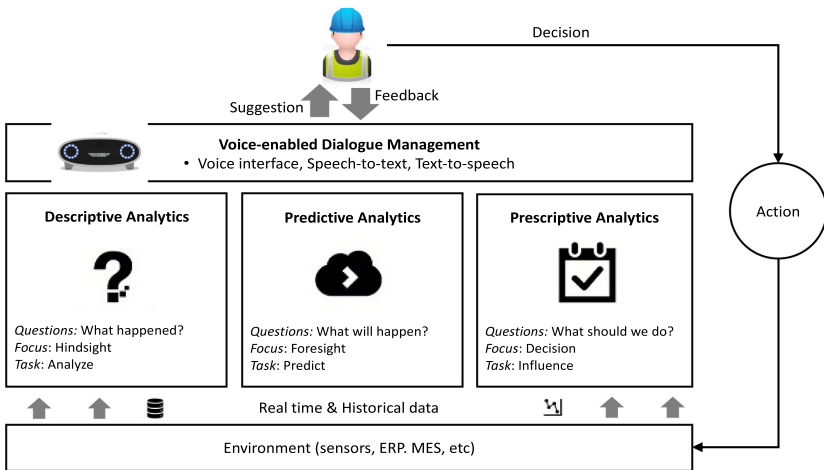 Decision
Feedback
Suggestion
Voice-enabled Dialogue Management
• Voice interface, Speech-to-text, Text-to-speech
Descriptive Analytics
Questions: What happened?
Focus: Hindsight
Task: Analyze
Predictive Analytics
Questions: What will happen?
Focus: Foresight
Task: Predict
Prescriptive Analytics
Questions: What should we do?
Focus: Decision
Task: Influence
Action
Real time & Historical data
Environment (sensors, ERP. MES, etc)